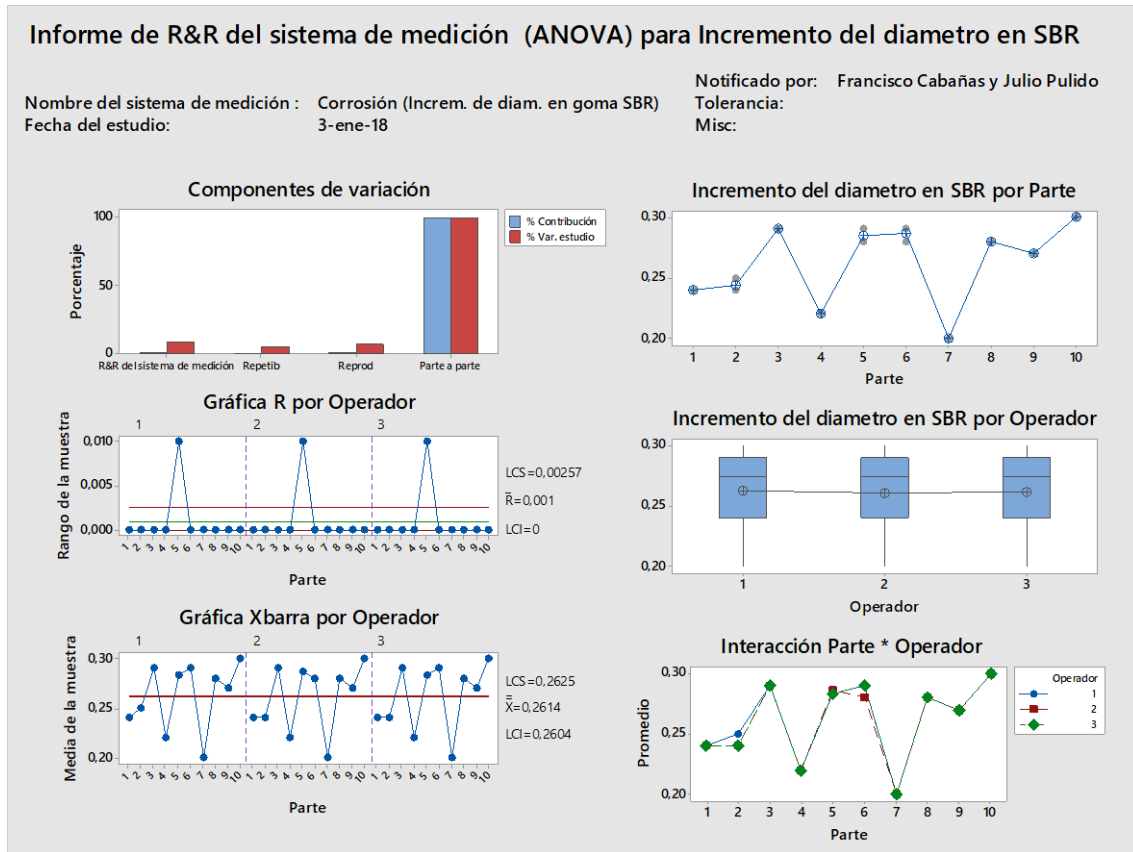 Informe de R&R del sistema de medición (ANOVA) para Incremento del diametro en SBR
Nombre del sistema de medición : Corrosión (Increm. de diam. en goma SBR)
Fecha del estudio: 3-ene-18
Notificado por: Francisco Cabañas y Julio Pulido
Tolerancia:
Misc:
Componentes de variación
Porcentaje
100
50
0
R&R del sistema de medición Repetib Reprod Parte a parte
% Contribución
% Var. estudio
Gráfica R por Operador
1 2 3
Rango de la muestra
0,010
0,005
0,000
LCS=0,00257
R=0,001
LCI=0
1 2 3 4 5 6 7 8 9 10 1 2 3 4 5 6 7 8 9 10 1 2 3 4 5 6 7 8 9 10
Parte
Gráfica Xbarra por Operador
1 2 3
Media de la muestra
0,30
0,25
0,20
LCS=0,2625
X=0,2614
LCI=0,2604
1 2 3 4 5 6 7 8 9 10 1 2 3 4 5 6 7 8 9 10 1 2 3 4 5 6 7 8 9 10
Parte
Incremento del diametro en SBR por Parte
0,30
0,25
0,20
1 2 3 4 5 6 7 8 9 10
Parte
Incremento del diametro en SBR por Operador
0,30
0,25
0,20
1 2 3
Operador
Interacción Parte * Operador
Promedio
0,30
0,25
0,20
1 2 3 4 5 6 7 8 9 10
Parte
Operador
1
2
3